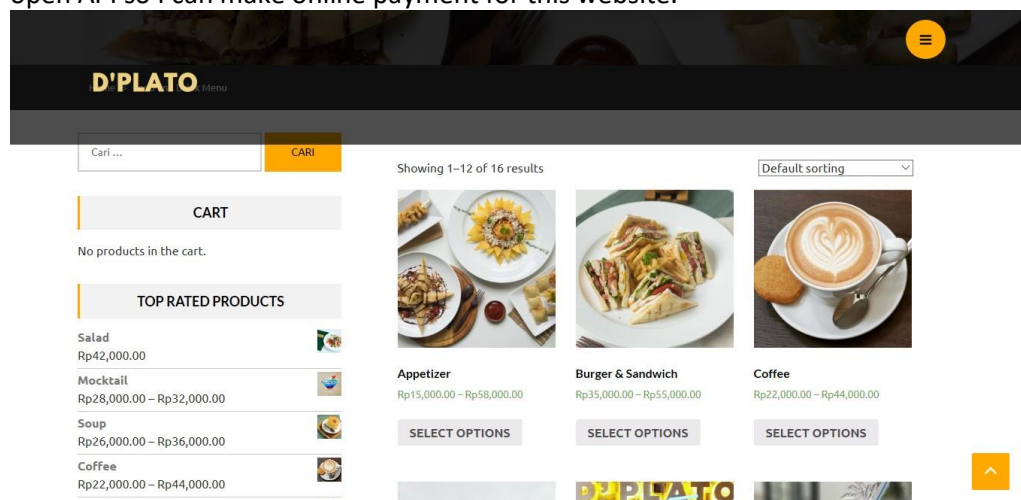 open API so I can make online payment for this website.
D'PLATO
Menu
Cari ...
CARI
CART
No products in the cart.
TOP RATED PRODUCTS
Salad
Rp42,000.00
Mocktail
Rp28,000.00 – Rp32,000.00
Soup
Rp26,000.00 – Rp36,000.00
Coffee
Rp22,000.00 – Rp44,000.00
Showing 1–12 of 16 results
Default sorting
Appetizer
Rp15,000.00 – Rp58,000.00
SELECT OPTIONS
Burger & Sandwich
Rp35,000.00 – Rp55,000.00
SELECT OPTIONS
Coffee
Rp22,000.00 – Rp44,000.00
SELECT OPTIONS
D'PLATO